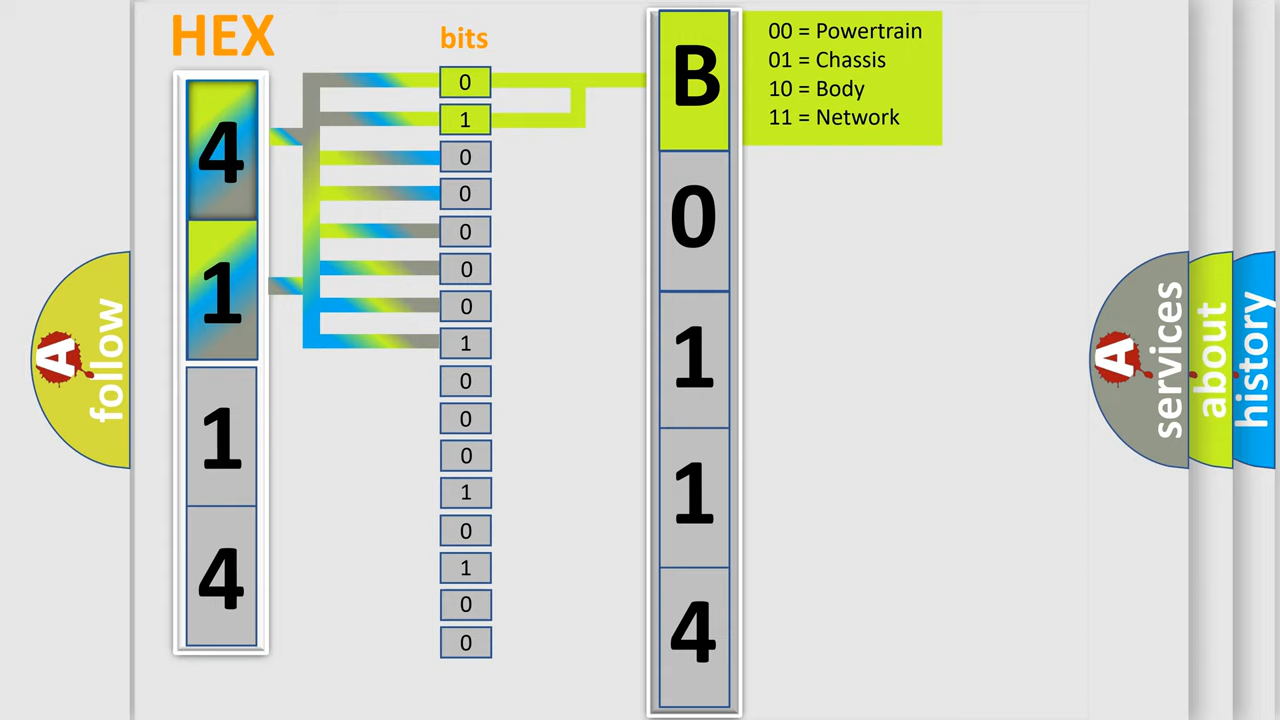 HEX
bits
4
1
1
4
0
1
0
0
0
0
0
1
0
0
0
1
0
1
0
0
B
0
1
1
4
00 = Powertrain
01 = Chassis
10 = Body
11 = Network
A follow
A services
about
history